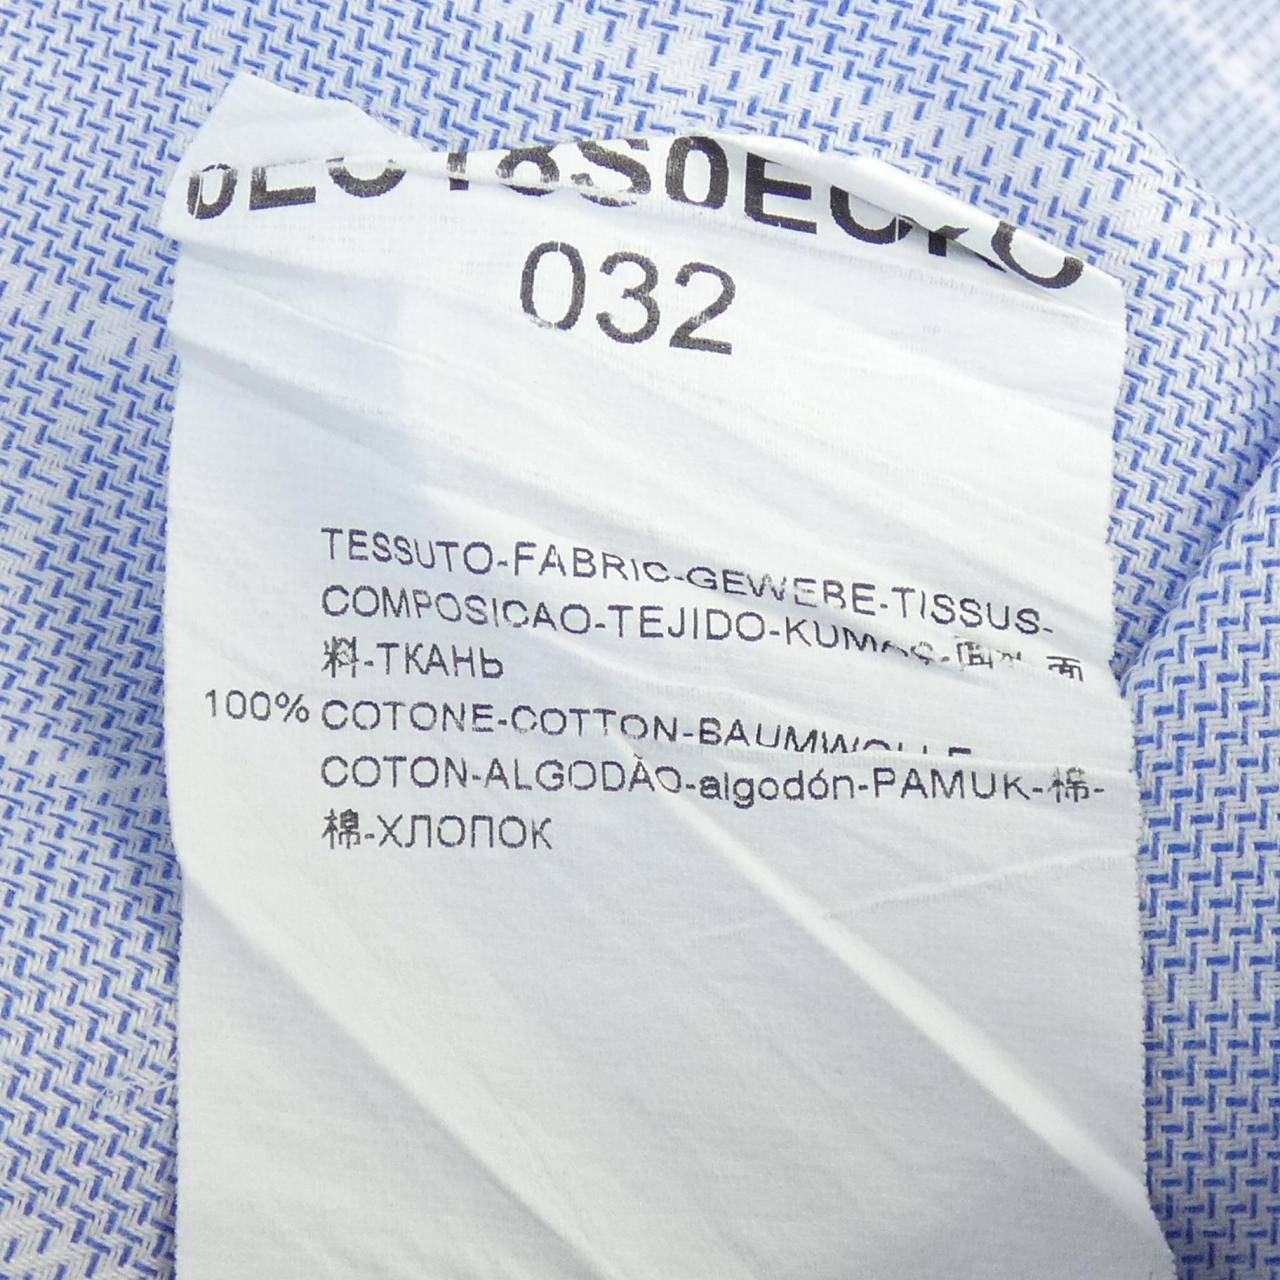 032
TESSUTO-FABRIC-GEWEBE-TISSUS-
COMPOSICAO-TEJIDO-KUMAS-
料-ТКАНЬ
100% COTONE-COTTON-BAUMWOLLE
COTON-ALGODÃO-algodón-PAMUK-棉-
棉-ХЛОПОК